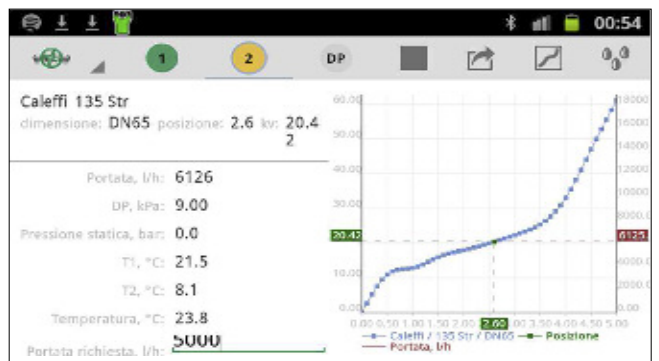 00:54
1 2 DP
Caleffi 135 Str
dimensione: DN65 posizione: 2.6 kv: 20.4
2
Portata, l/h: 6126
DP, kPa: 9.00
Pressione statica, bar: 0.0
T1, °C: 21.5
T2, °C: 8.1
Temperatura, °C: 23.8
Portata richiesta, l/h: 5000
60.00
50.00
40.00
30.00
20.42
10.00
0.00
18000
16000
14000
12000
10000
8000.0
6125.
4000.0
2000.0
0.00
0.00 0.50 1.00 1.50 2.00 2.60 3.00 3.50 4.00 4.50 5.00
Caleffi / 135 Str / DN65 Posizione
Portata, l/h